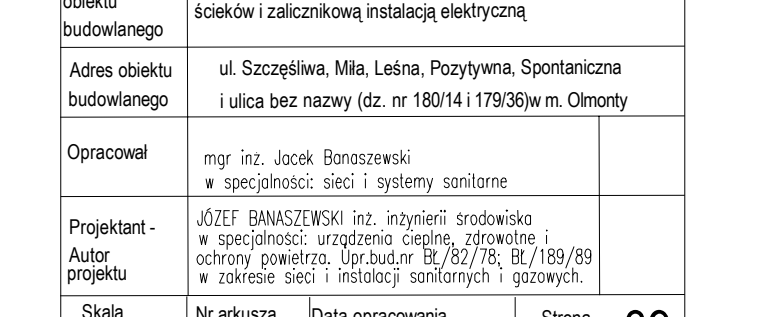 obiektu
budowlanego
ścieków i zalicznikową instalacją elektryczną
Adres obiektu
budowlanego
ul. Szczęśliwa, Miła, Leśna, Pozytywna, Spontaniczna
i ulica bez nazwy (dz. nr 180/14 i 179/36)w m. Olmonty
Opracował
mgr inż. Jacek Banaszewski
w specjalności: sieci i systemy sanitarne
Projektant -
Autor
projektu
JÓZEF BANASZEWSKI inż. inżynierii środowiska
w specjalności: urządzenia cieplne, zdrowotne i
ochrony powietrza. Upr.bud.nr BŁ/82/78; BŁ/189/89
w zakresie sieci i instalacji sanitarnych i gazowych.
Skala
Nr arkusza
Data opracowania
Strona